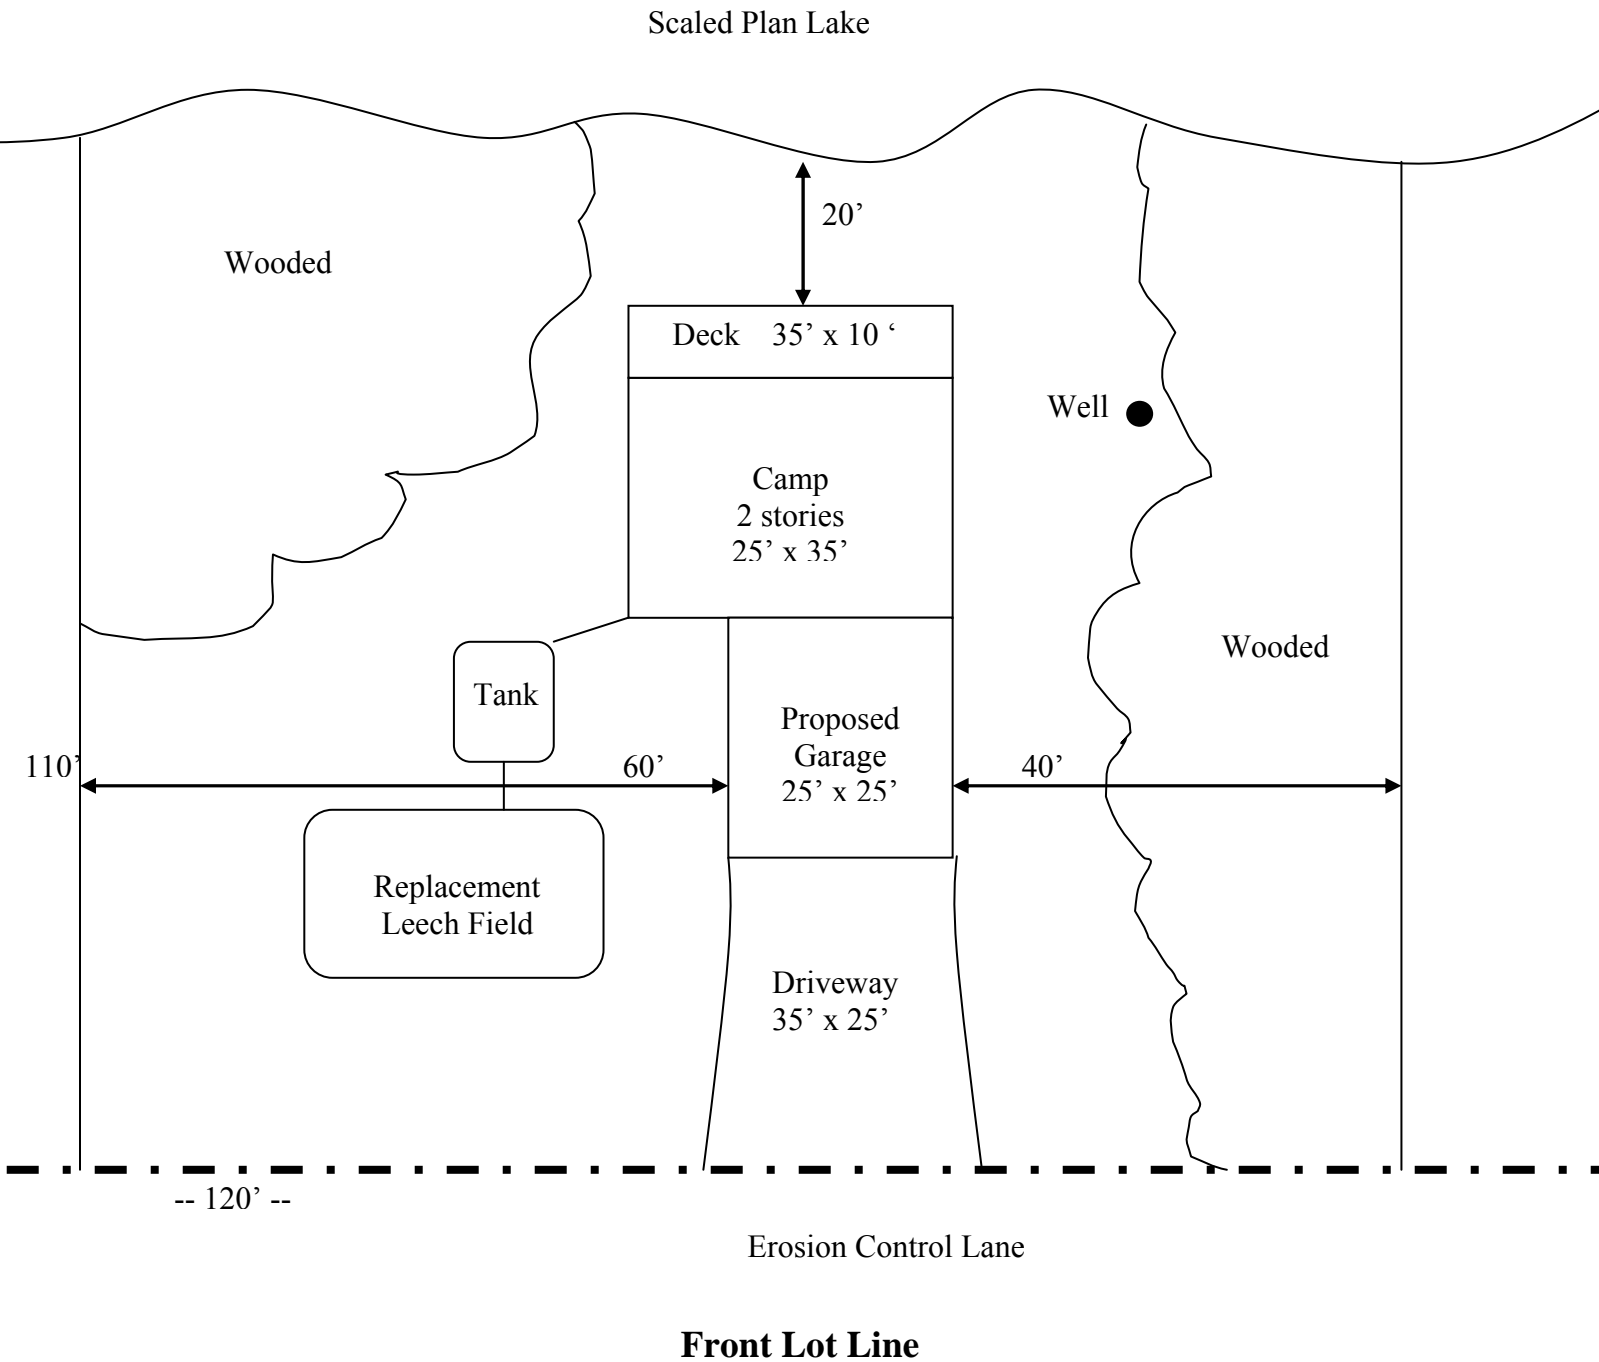 Scaled Plan Lake
20’
Wooded
Deck 35’ x 10 ‘
Well
Camp
2 stories
25’ x 35’
Wooded
Tank
Proposed
Garage
25’ x 25’
110’
60’
40’
Replacement
Leech Field
Driveway
35’ x 25’
-- 120’ --
Erosion Control Lane
Front Lot Line